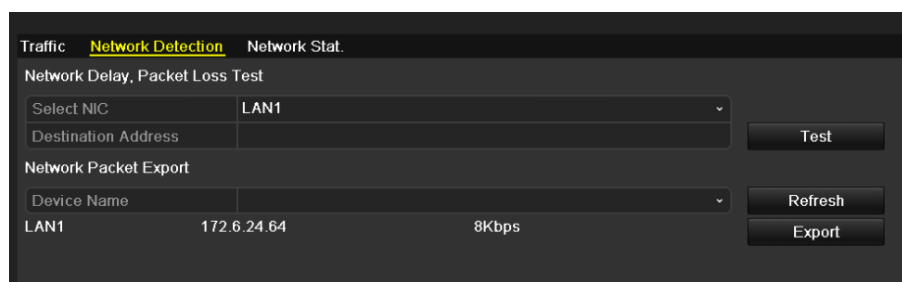 Traffic Network Detection Network Stat.
Network Delay, Packet Loss Test
Select NIC LAN1
Destination Address Test
Network Packet Export
Device Name Refresh
LAN1 172.6.24.64 8Kbps Export